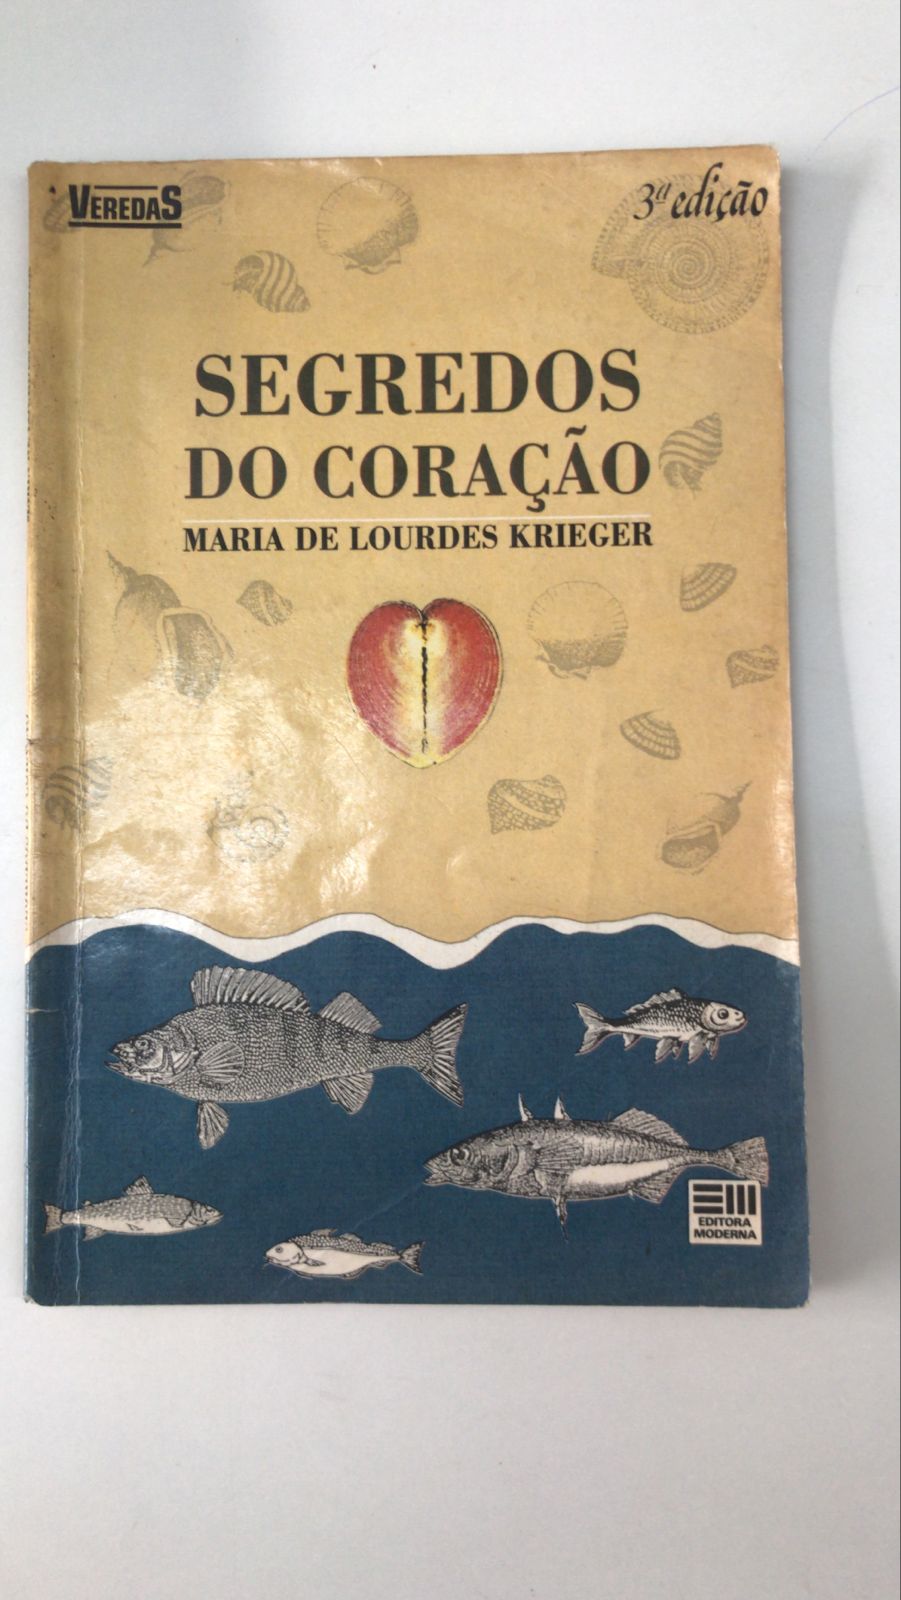 VEREDAS
3ª edição
SEGREDOS
DO CORAÇÃO
MARIA DE LOURDES KRIEGER
EDITORA
MODERNA